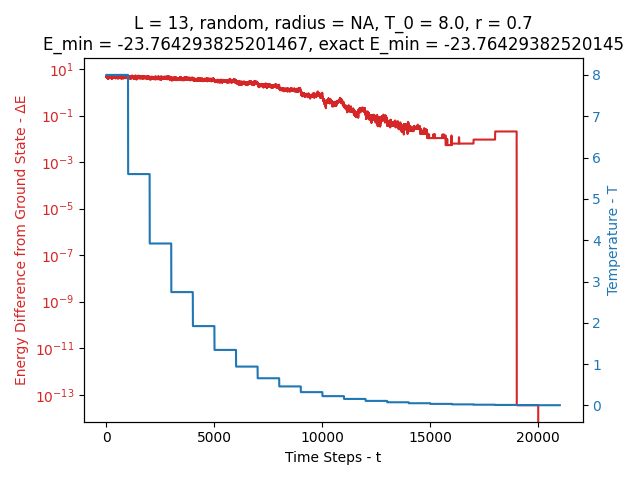 L = 13, random, radius = NA, T_0 = 8.0, r = 0.7
E_min = -23.764293825201467, exact E_min = -23.76429382520145
10¹
10⁻¹
10⁻³
10⁻⁵
10⁻⁷
10⁻⁹
10⁻¹¹
10⁻¹³
Energy Difference from Ground State - ΔE
8
7
6
5
4
3
2
1
0
Temperature - T
0 5000 10000 15000 20000
Time Steps - t